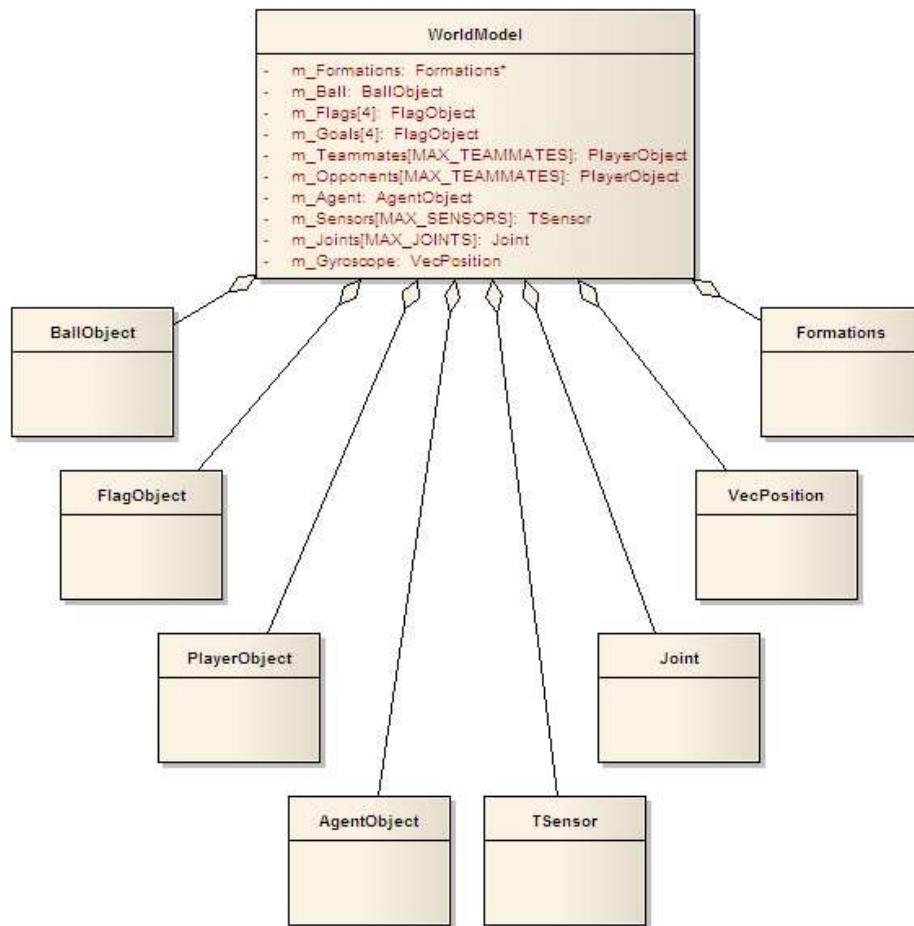 WorldModel
- m_Formations: Formations*
- m_Ball: BallObject
- m_Flags[4]: FlagObject
- m_Goals[4]: FlagObject
- m_Teammates[MAX_TEAMMATES]: PlayerObject
- m_Opponents[MAX_TEAMMATES]: PlayerObject
- m_Agent: AgentObject
- m_Sensors[MAX_SENSORS]: TSensor
- m_Joints[MAX_JOINTS]: Joint
- m_Gyroscope: VecPosition
BallObject
Formations
FlagObject
VecPosition
PlayerObject
Joint
AgentObject
TSensor